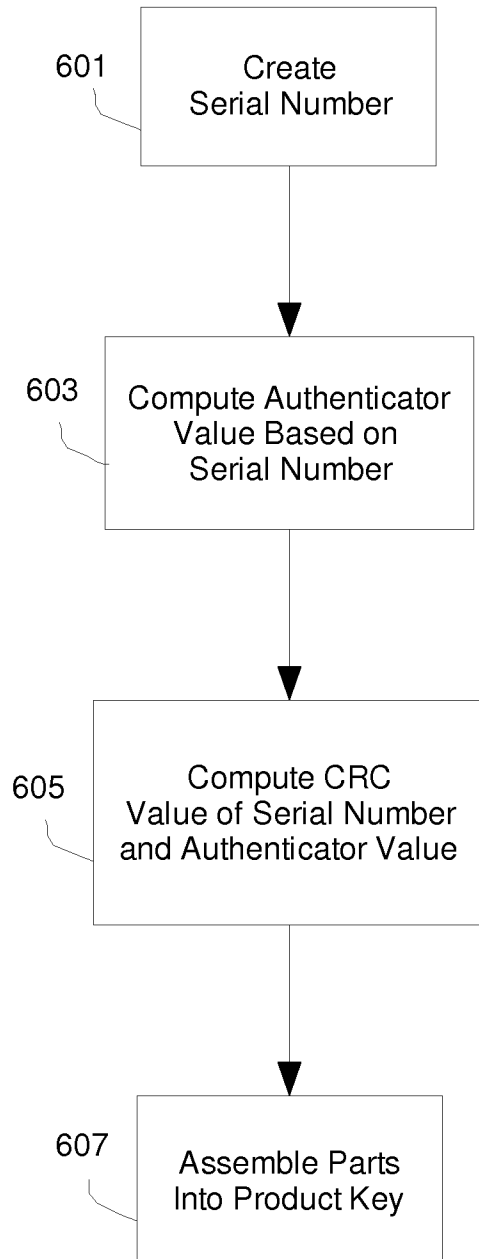 601
Create
Serial Number
603
Compute Authenticator
Value Based on
Serial Number
605
Compute CRC
Value of Serial Number
and Authenticator Value
607
Assemble Parts
Into Product Key